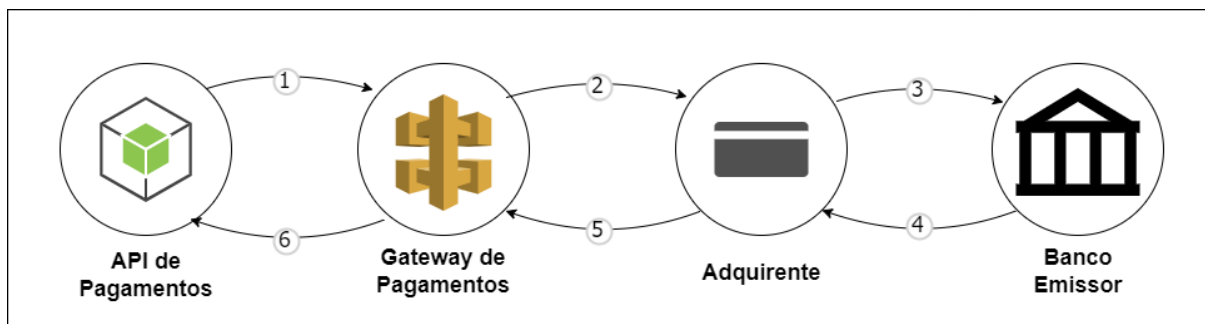 1
2
3
6
5
4
API de
Pagamentos
Gateway de
Pagamentos
Adquirente
Banco
Emissor